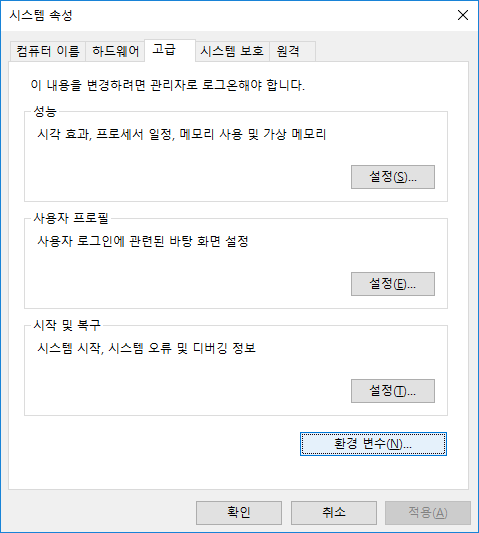 시스템 속성
컴퓨터 이름 하드웨어 고급 시스템 보호 원격
이 내용을 변경하려면 관리자로 로그온해야 합니다.
성능
시각 효과, 프로세서 일정, 메모리 사용 및 가상 메모리
설정(S)...
사용자 프로필
사용자 로그인에 관련된 바탕 화면 설정
설정(E)...
시작 및 복구
시스템 시작, 시스템 오류 및 디버깅 정보
설정(T)...
환경 변수(N)...
확인 취소 적용(A)